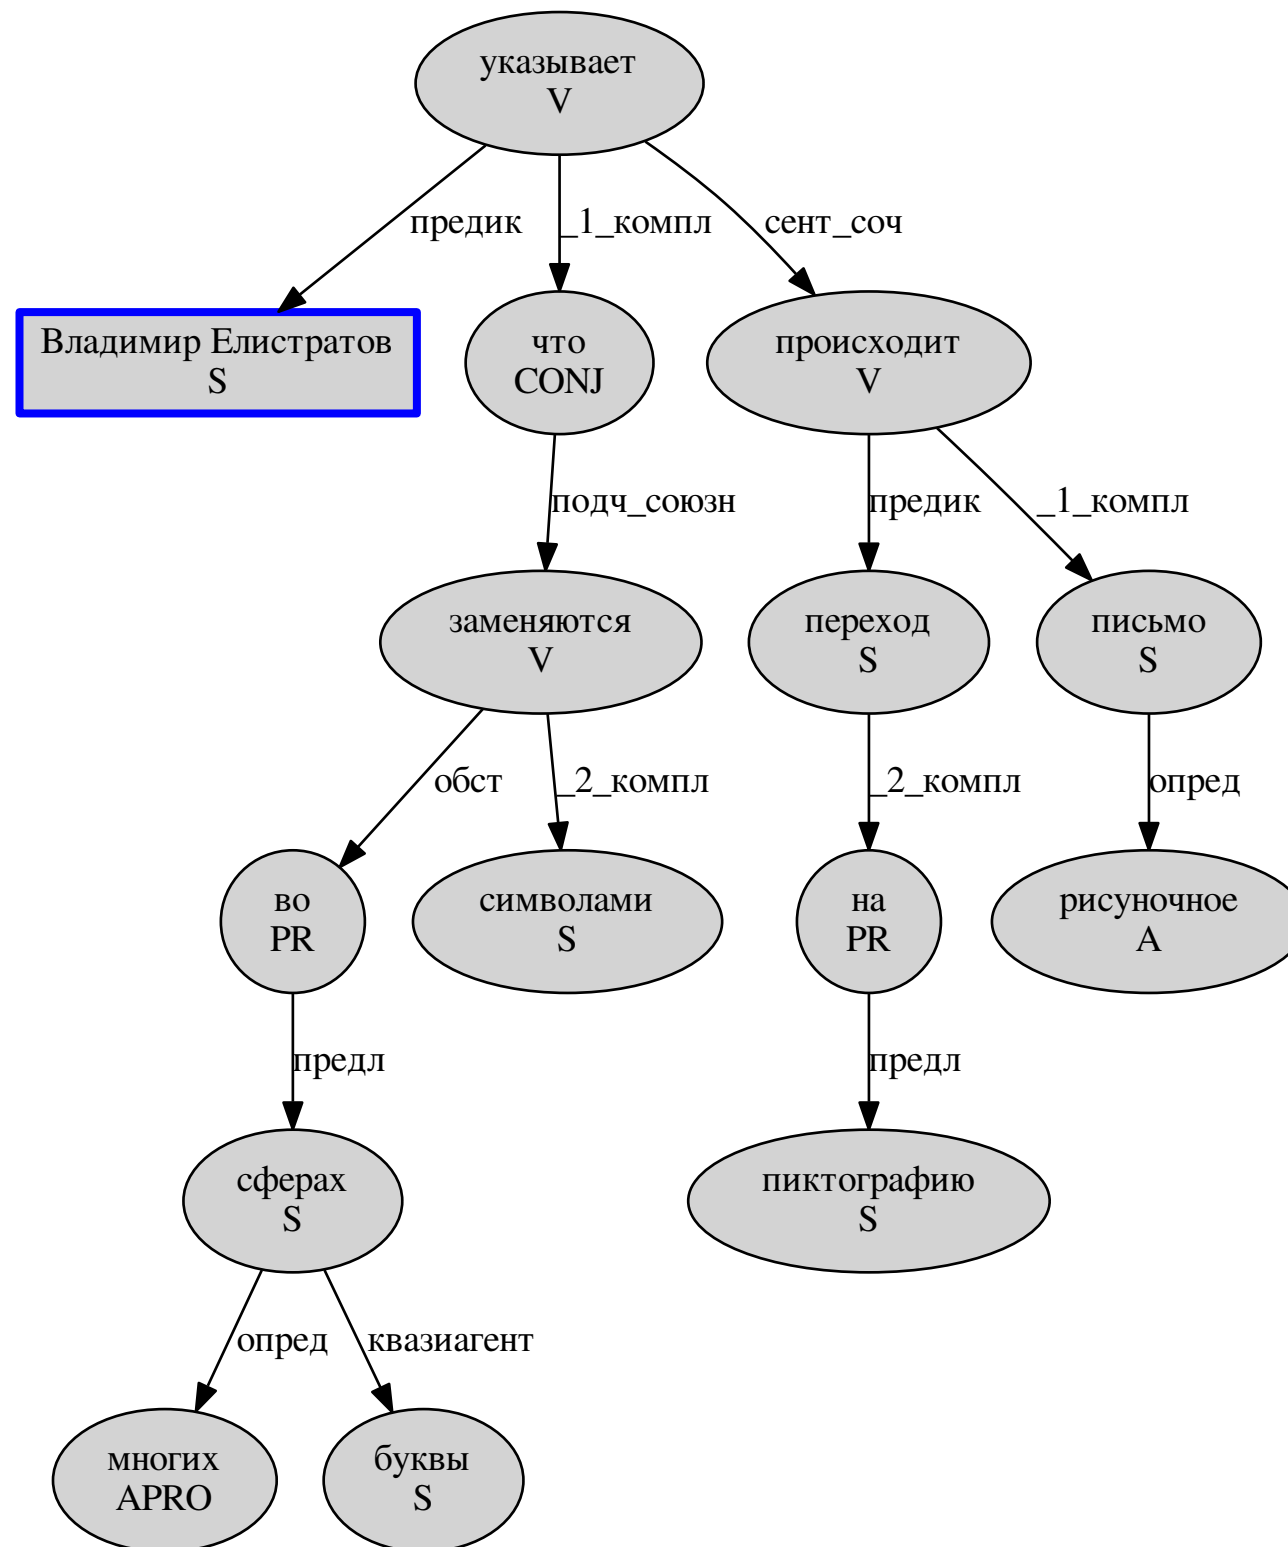 указывает
V
предик
_1_компл
сент_соч
Владимир Елистратов
S
что
CONJ
происходит
V
подч_союзн
предик
_1_компл
заменяются
V
переход
S
письмо
S
обст
_2_компл
_2_компл
опред
во
PR
символами
S
на
PR
рисуночное
A
предл
предл
сферах
S
пиктографию
S
опред
квазиагент
многих
APRO
буквы
S